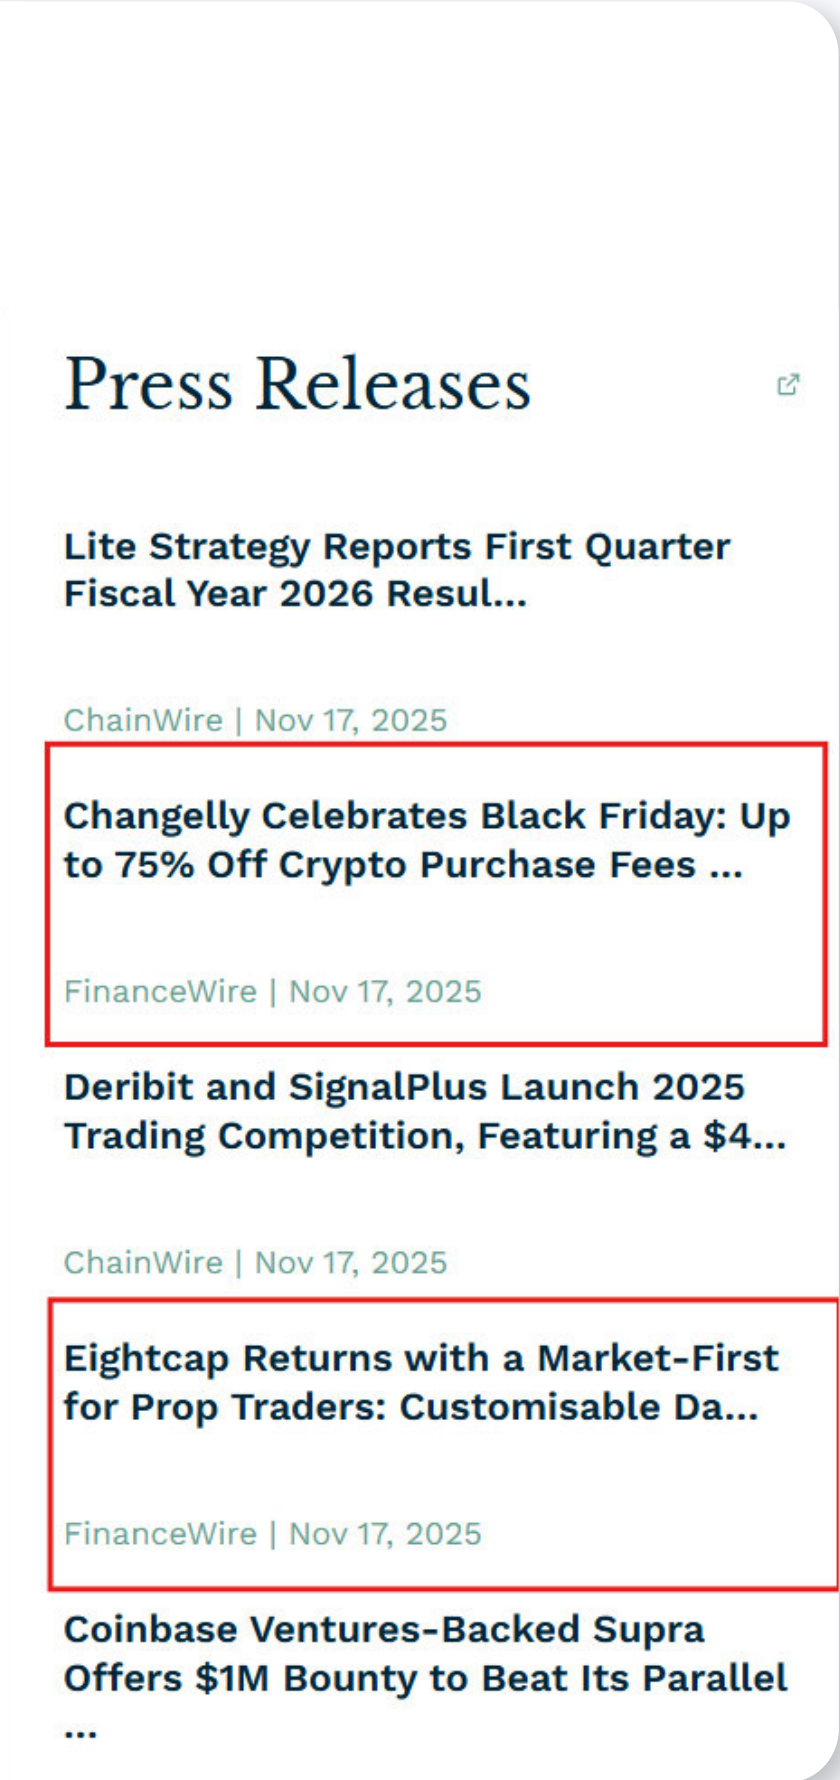 Press Releases
Lite Strategy Reports First Quarter
Fiscal Year 2026 Resul...
ChainWire | Nov 17, 2025
Changelly Celebrates Black Friday: Up
to 75% Off Crypto Purchase Fees ...
FinanceWire | Nov 17, 2025
Deribit and SignalPlus Launch 2025
Trading Competition, Featuring a $4...
ChainWire | Nov 17, 2025
Eightcap Returns with a Market-First
for Prop Traders: Customisable Da...
FinanceWire | Nov 17, 2025
Coinbase Ventures-Backed Supra
Offers $1M Bounty to Beat Its Parallel
...